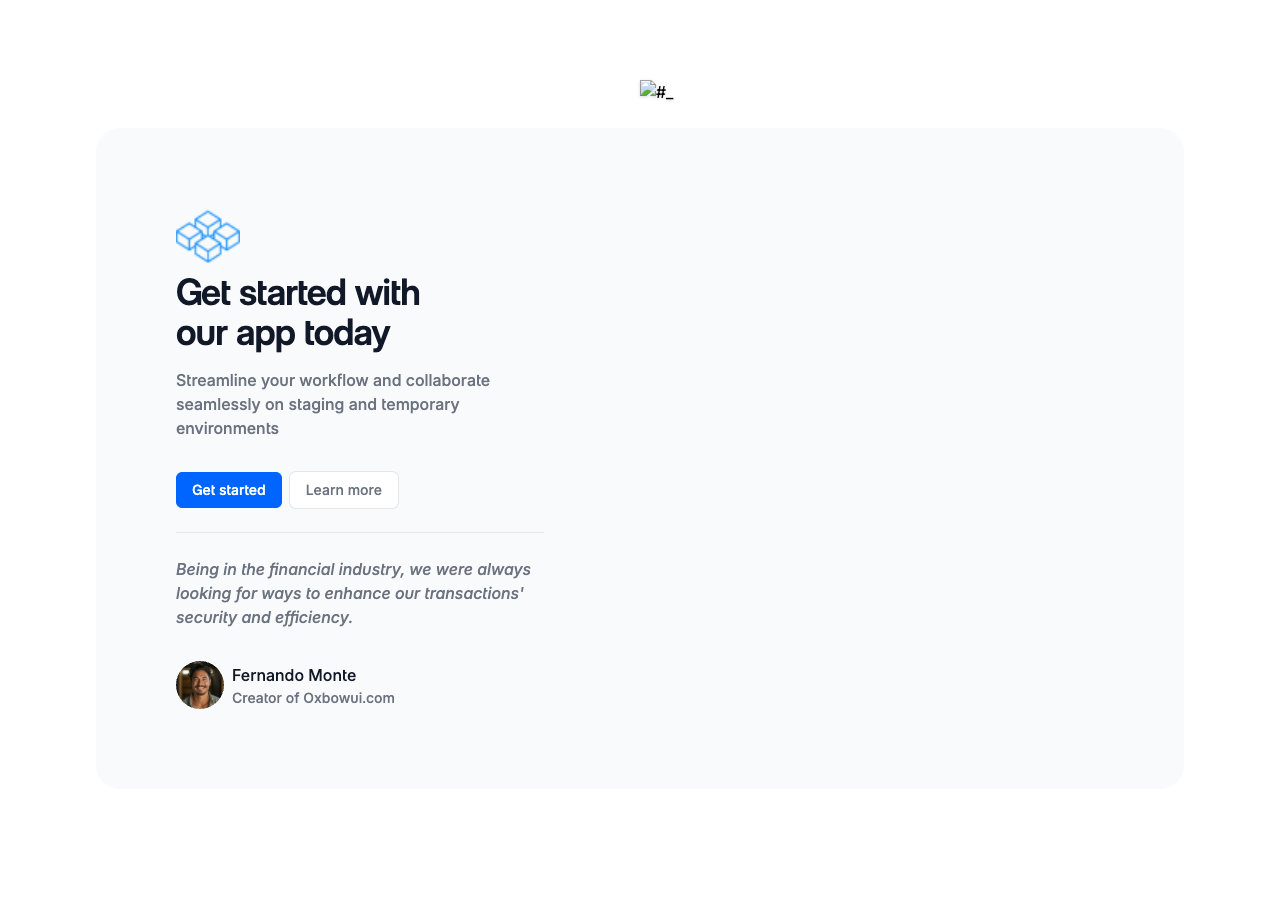 #_
Get started with
our app today
Streamline your workflow and collaborate
seamlessly on staging and temporary
environments
Get started
Learn more
Being in the financial industry, we were always
looking for ways to enhance our transactions'
security and efficiency.
Fernando Monte
Creator of Oxbowui.com